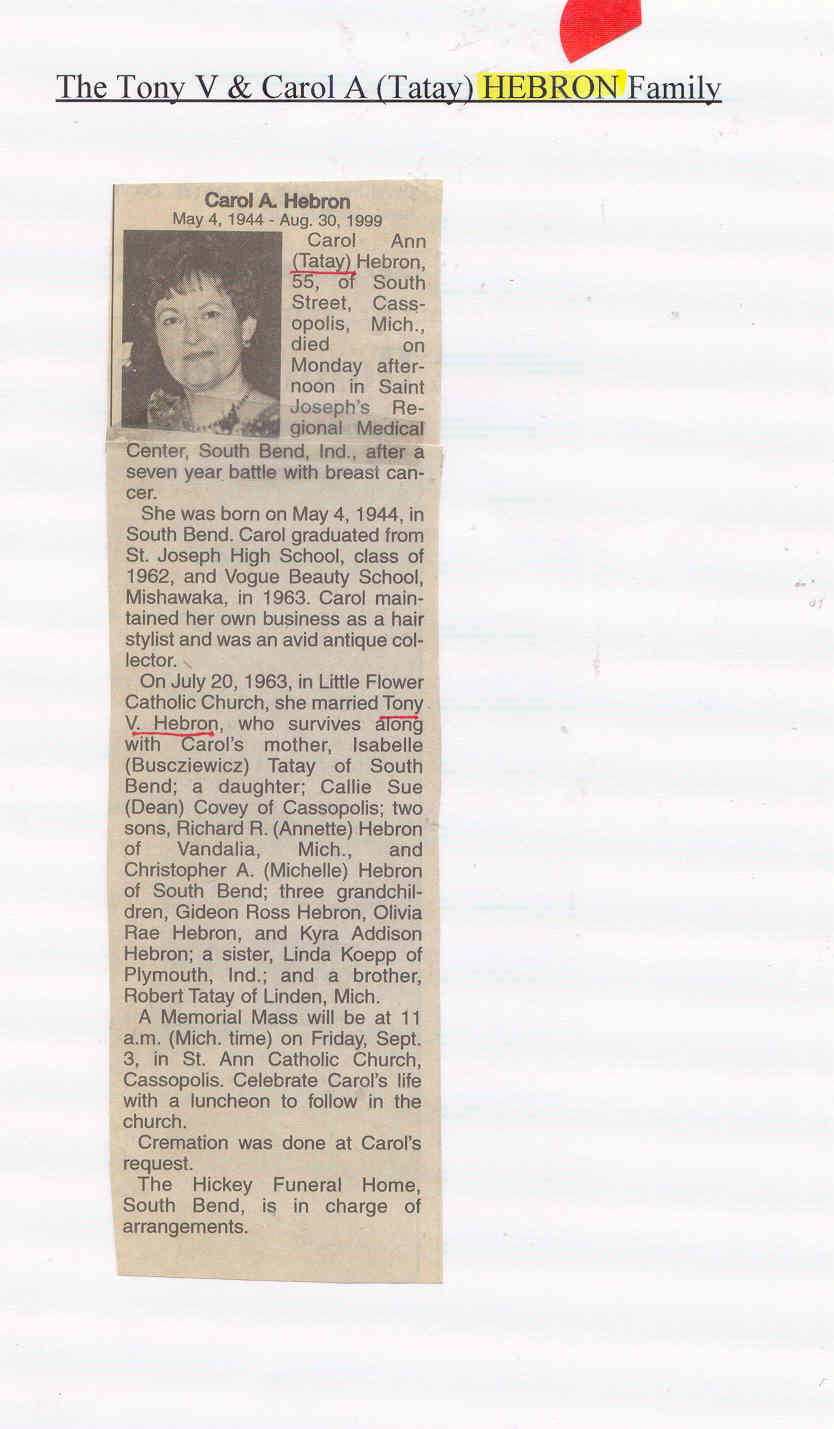 The Tony V & Carol A (Tatay) HEBRON Family
Carol A. Hebron
May 4, 1944 - Aug. 30, 1999
Carol Ann
(Tatay) Hebron,
55, of South
Street, Cass-
opolis, Mich.,
died on
Monday after-
noon in Saint
Joseph's Re-
gional Medical
Center, South Bend, Ind., after a
seven year battle with breast can-
cer.
She was born on May 4, 1944, in
South Bend. Carol graduated from
St. Joseph High School, class of
1962, and Vogue Beauty School,
Mishawaka, in 1963. Carol main-
tained her own business as a hair
stylist and was an avid antique col-
lector.
On July 20, 1963, in Little Flower
Catholic Church, she married Tony
V. Hebron, who survives along
with Carol's mother, Isabelle
(Buscziewicz) Tatay of South
Bend; a daughter; Callie Sue
(Dean) Covey of Cassopolis; two
sons, Richard R. (Annette) Hebron
of Vandalia, Mich., and
Christopher A. (Michelle) Hebron
of South Bend; three grandchil-
dren, Gideon Ross Hebron, Olivia
Rae Hebron, and Kyra Addison
Hebron; a sister, Linda Koepp of
Plymouth, Ind.; and a brother,
Robert Tatay of Linden, Mich.
A Memorial Mass will be at 11
a.m. (Mich. time) on Friday, Sept.
3, in St. Ann Catholic Church,
Cassopolis. Celebrate Carol's life
with a luncheon to follow in the
church.
Cremation was done at Carol's
request.
The Hickey Funeral Home,
South Bend, is in charge of
arrangements.